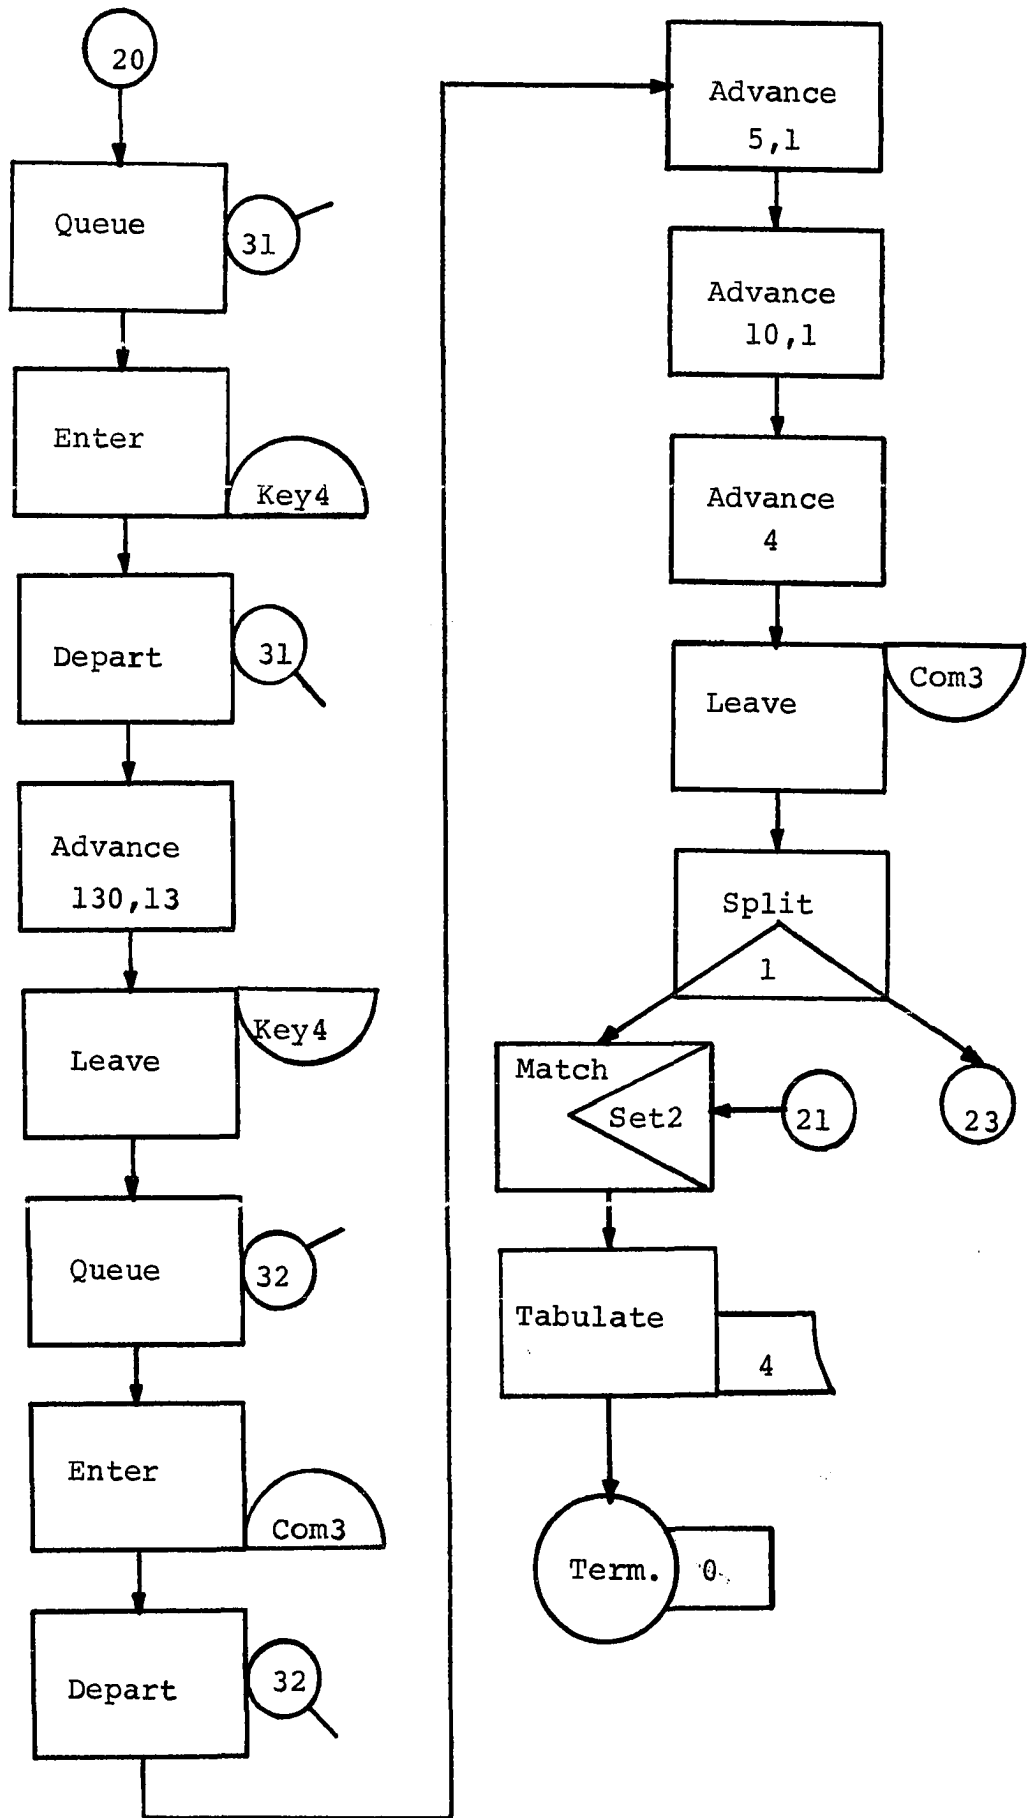 20
Queue
31
Enter
Key4
Depart
31
Advance
130,13
Leave
Key4
Queue
32
Enter
Com3
Depart
32
Advance
5,1
Advance
10,1
Advance
4
Leave
Com3
Split
1
Match
Set2
21
23
Tabulate
4
Term.
0